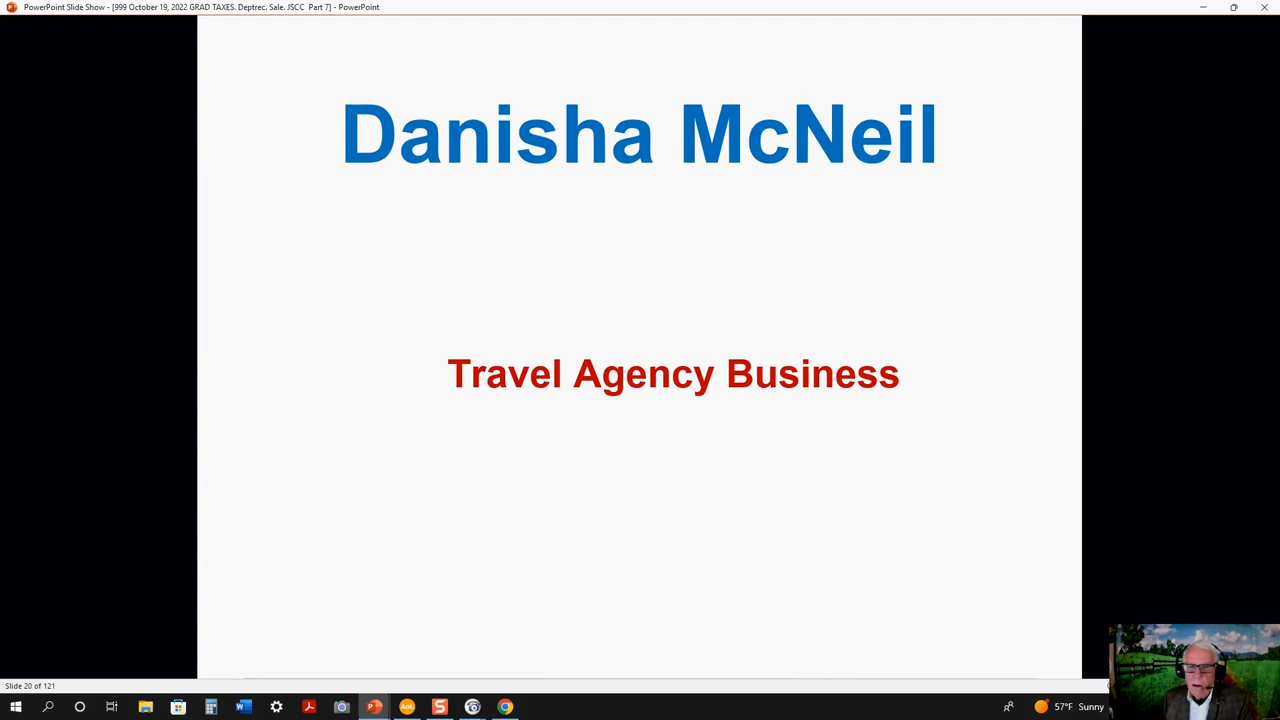 PowerPoint Slide Show - [999 October 19, 2022 GRAD TAXES. Deptrec. Sale. JSCC  Part 7] - PowerPoint
Danisha McNeil
Travel Agency Business
Slide 20 of 121
Aol.
57°F Sunny